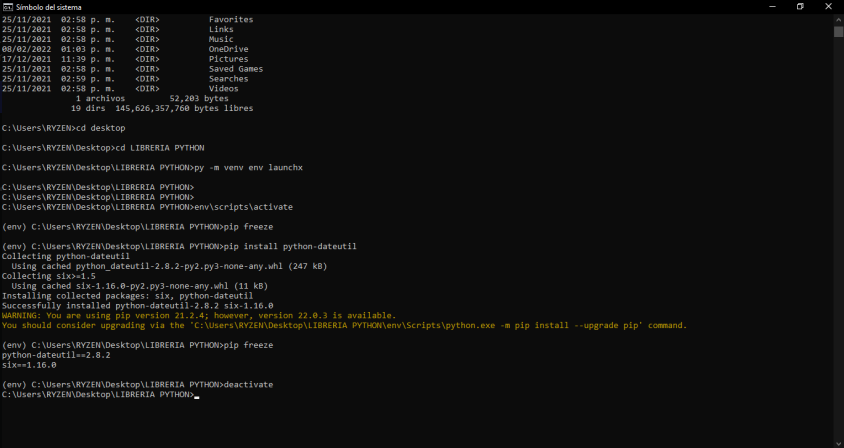 Símbolo del sistema
25/11/2021  02:58 p. m.    <DIR>          Favorites
25/11/2021  02:58 p. m.    <DIR>          Links
25/11/2021  02:58 p. m.    <DIR>          Music
08/02/2022  01:03 p. m.    <DIR>          OneDrive
17/12/2021  11:39 p. m.    <DIR>          Pictures
25/11/2021  02:58 p. m.    <DIR>          Saved Games
25/11/2021  02:59 p. m.    <DIR>          Searches
25/11/2021  02:58 p. m.    <DIR>          Videos
               1 archivos         52,203 bytes
              19 dirs  145,626,357,760 bytes libres
C:\Users\RYZEN>cd desktop
C:\Users\RYZEN\Desktop>cd LIBRERIA PYTHON
C:\Users\RYZEN\Desktop\LIBRERIA PYTHON>py -m venv env launchx
C:\Users\RYZEN\Desktop\LIBRERIA PYTHON>
C:\Users\RYZEN\Desktop\LIBRERIA PYTHON>
C:\Users\RYZEN\Desktop\LIBRERIA PYTHON>env\scripts\activate
(env) C:\Users\RYZEN\Desktop\LIBRERIA PYTHON>pip freeze
(env) C:\Users\RYZEN\Desktop\LIBRERIA PYTHON>pip install python-dateutil
Collecting python-dateutil
  Using cached python_dateutil-2.8.2-py2.py3-none-any.whl (247 kB)
Collecting six>=1.5
  Using cached six-1.16.0-py2.py3-none-any.whl (11 kB)
Installing collected packages: six, python-dateutil
Successfully installed python-dateutil-2.8.2 six-1.16.0
WARNING: You are using pip version 21.2.4; however, version 22.0.3 is available.
You should consider upgrading via the 'C:\Users\RYZEN\Desktop\LIBRERIA PYTHON\env\Scripts\python.exe -m pip install --upgrade pip' command.
(env) C:\Users\RYZEN\Desktop\LIBRERIA PYTHON>pip freeze
python-dateutil==2.8.2
six==1.16.0
(env) C:\Users\RYZEN\Desktop\LIBRERIA PYTHON>deactivate
C:\Users\RYZEN\Desktop\LIBRERIA PYTHON>